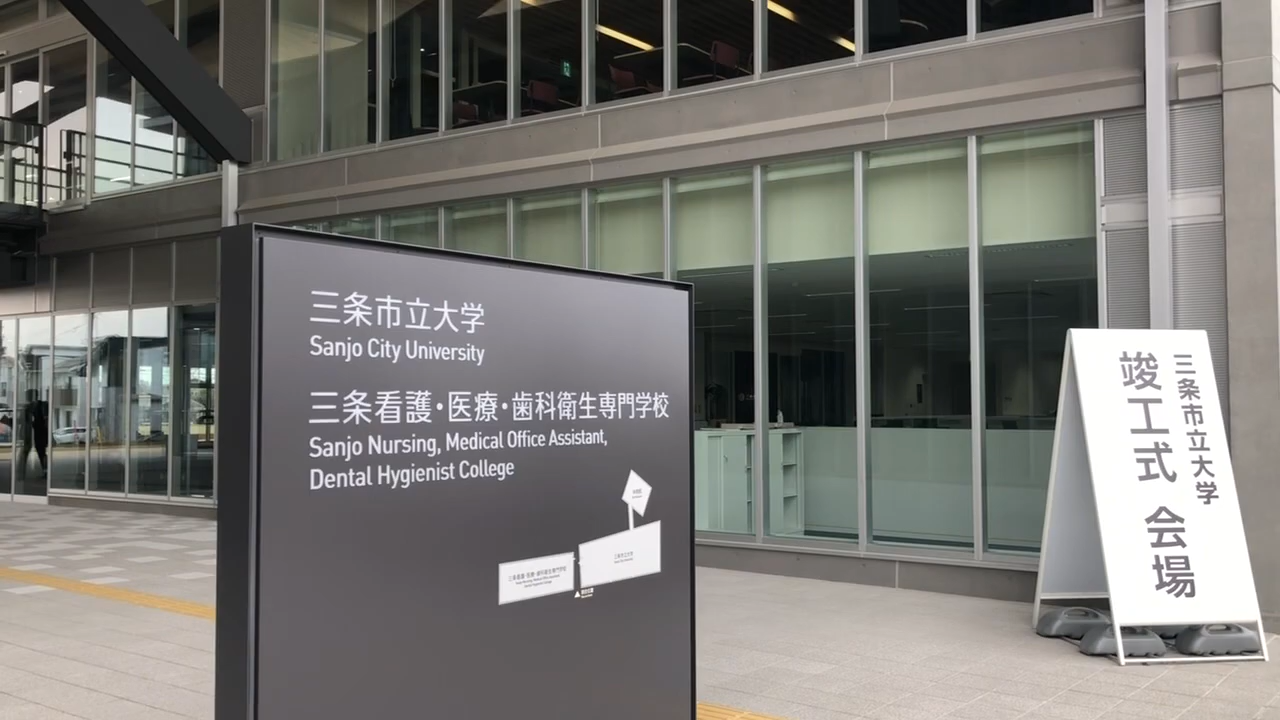 三条市立大学
Sanjo City University
三条看護・医療・歯科衛生専門学校
Sanjo Nursing, Medical Office Assistant,
Dental Hygienist College
三条市立大学
竣工式 会場